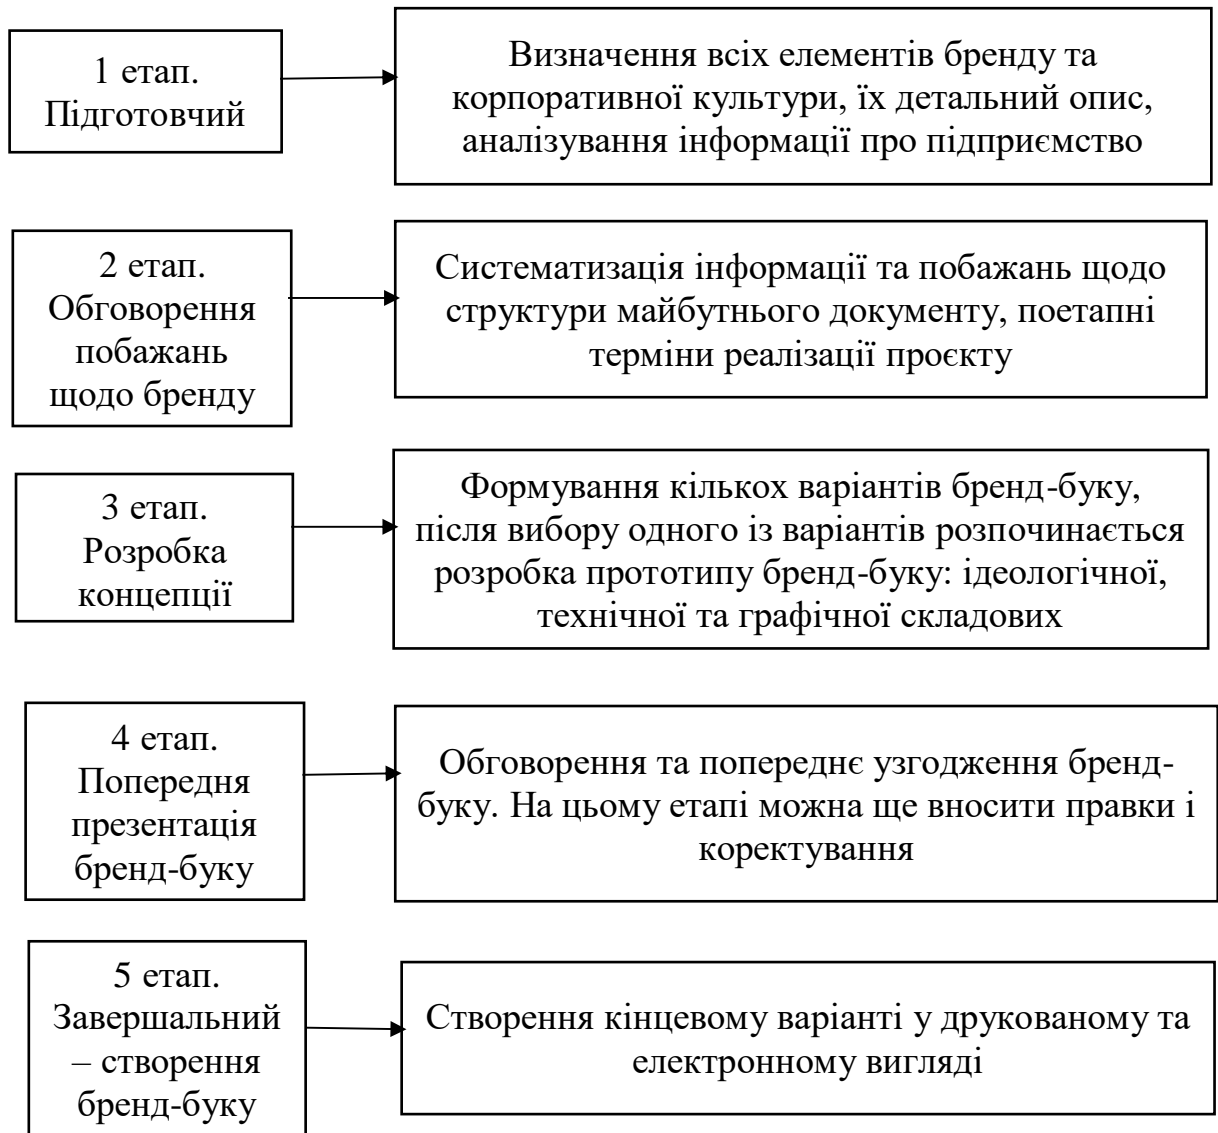 1 етап.
Підготовчий
Визначення всіх елементів бренду та
корпоративної культури, їх детальний опис,
аналізування інформації про підприємство
2 етап.
Обговорення
побажань
щодо бренду
Систематизація інформації та побажань щодо
структури майбутнього документу, поетапні
терміни реалізації проєкту
3 етап.
Розробка
концепції
Формування кількох варіантів бренд-буку,
після вибору одного із варіантів розпочинається
розробка прототипу бренд-буку: ідеологічної,
технічної та графічної складових
4 етап.
Попередня
презентація
бренд-буку
Обговорення та попереднє узгодження бренд-
буку. На цьому етапі можна ще вносити правки і
коректування
5 етап.
Завершальний
– створення
бренд-буку
Створення кінцевому варіанті у друкованому та
електронному вигляді